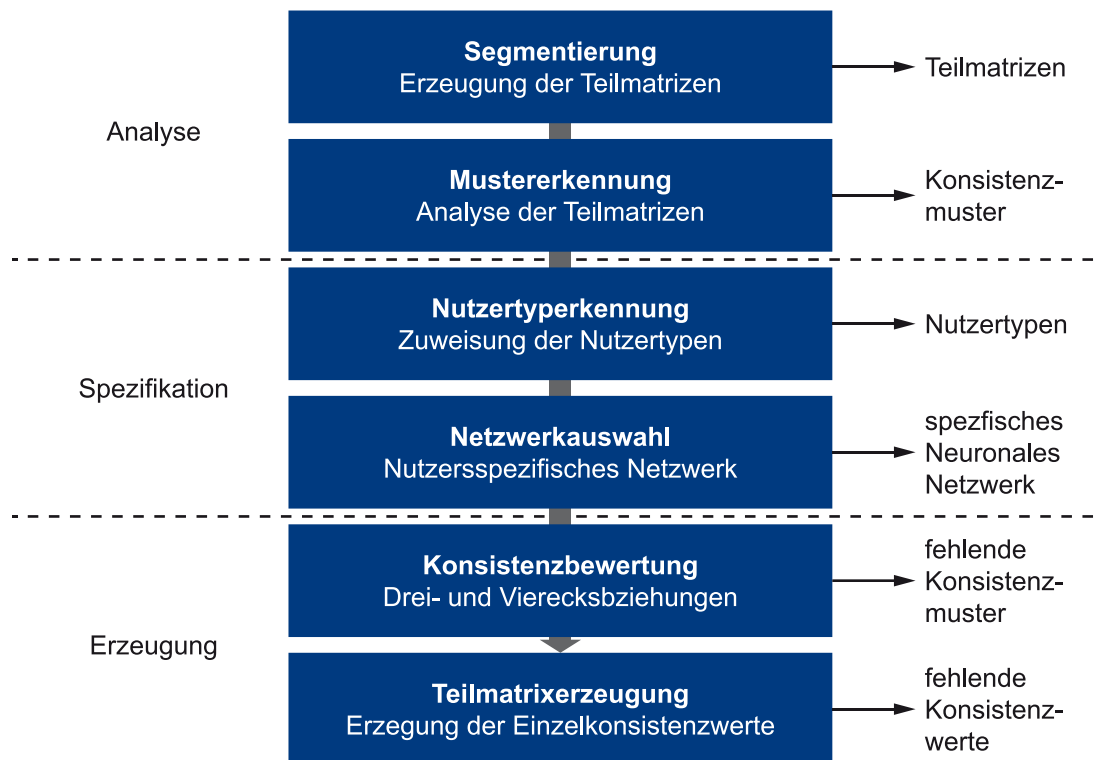 Analyse
Segmentierung
Erzeugung der Teilmatrizen
Teilmatrizen
Mustererkennung
Analyse der Teilmatrizen
Konsistenz-
muster
Spezifikation
Nutzertyperkennung
Zuweisung der Nutzertypen
Nutzertypen
Netzwerkauswahl
Nutzersspezifisches Netzwerk
spezfisches
Neuronales
Netzwerk
Erzeugung
Konsistenzbewertung
Drei- und Vierecksbziehungen
fehlende
Konsistenz-
muster
Teilmatrixerzeugung
Erzegung der Einzelkonsistenzwerte
fehlende
Konsistenz-
werte